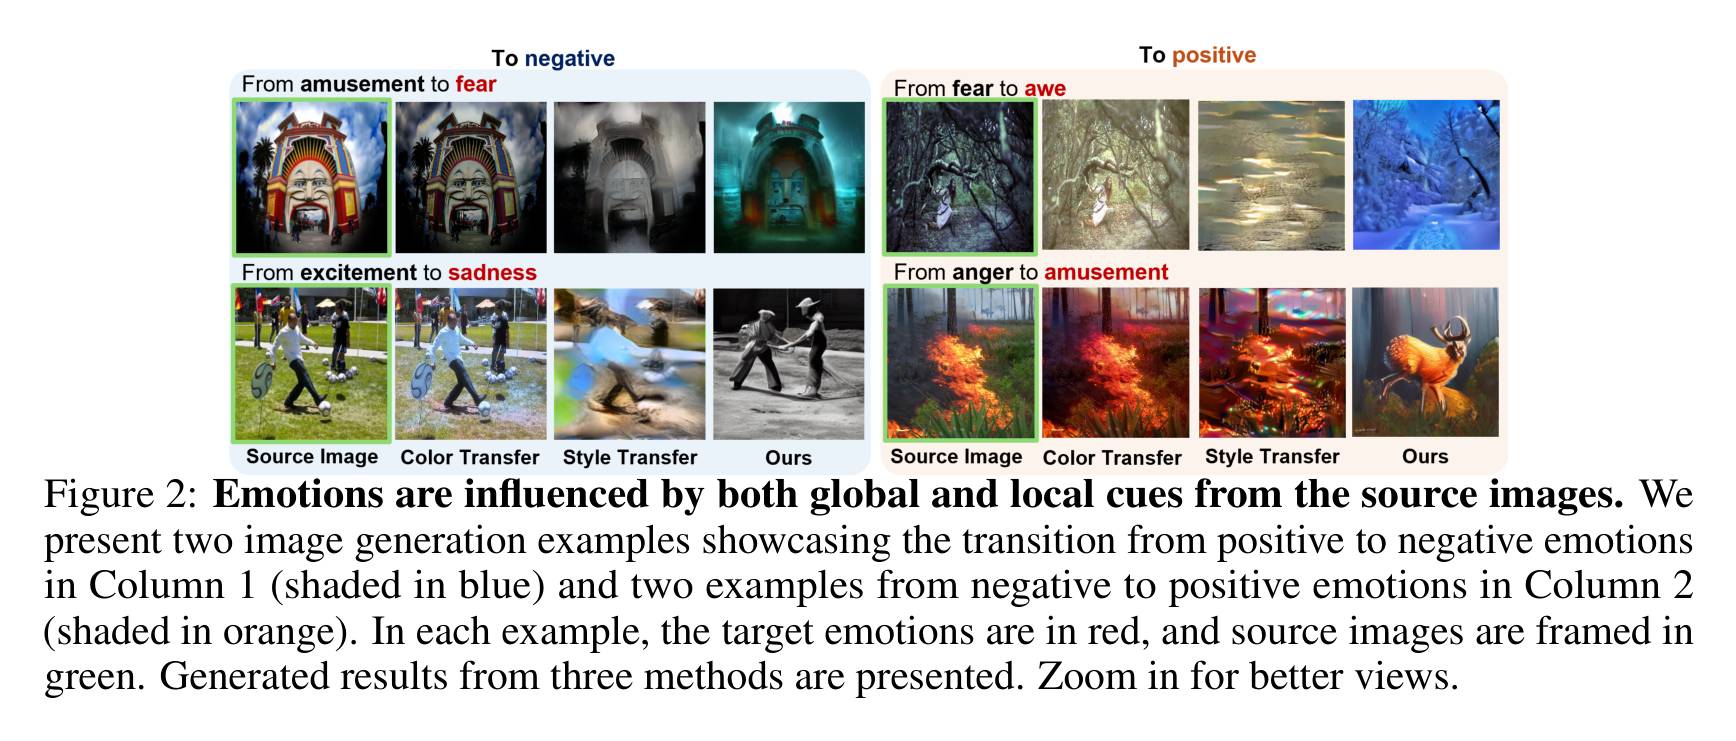 To negative
From amusement to fear
From excitement to sadness
Source Image Color Transfer Style Transfer Ours
To positive
From fear to awe
From anger to amusement
Source Image Color Transfer Style Transfer Ours
Figure 2: Emotions are influenced by both global and local cues from the source images. We
present two image generation examples showcasing the transition from positive to negative emotions
in Column 1 (shaded in blue) and two examples from negative to positive emotions in Column 2
(shaded in orange). In each example, the target emotions are in red, and source images are framed in
green. Generated results from three methods are presented. Zoom in for better views.